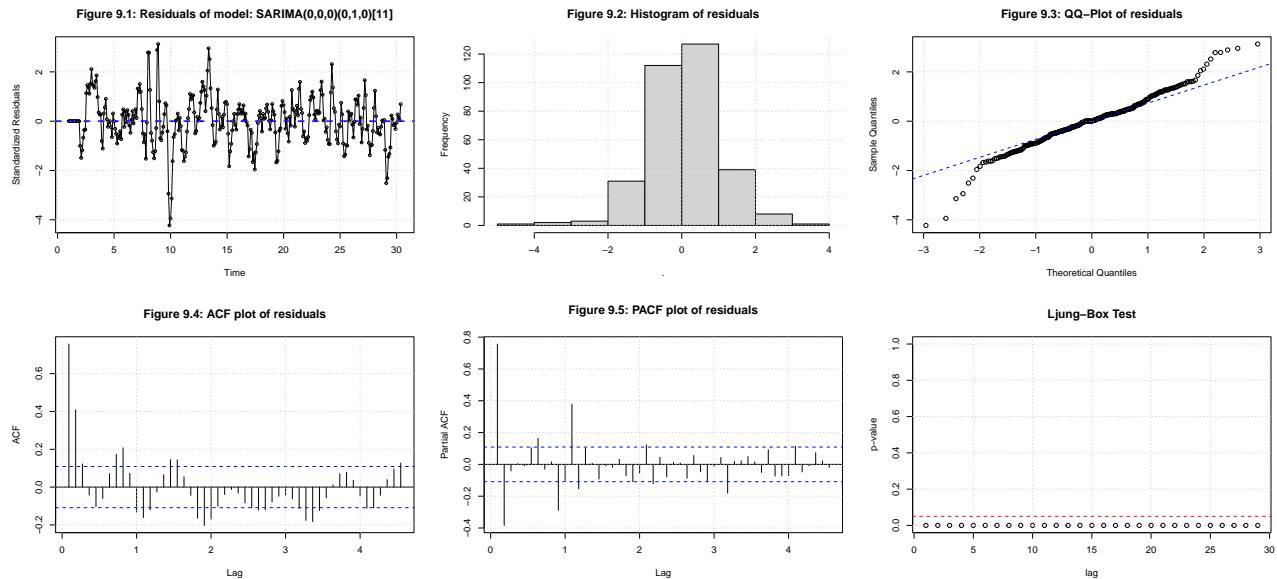 Figure 9.1: Residuals of model: SARIMA(0,0,0)(0,1,0)[11]
Standardized Residuals
2
0
−2
−4
0 5 10 15 20 25 30
Time
Figure 9.2: Histogram of residuals
Frequency
120
100
80
60
40
20
0
−4 −2 0 2 4
.
Figure 9.3: QQ−Plot of residuals
Sample Quantiles
2
0
−2
−4
−3 −2 −1 0 1 2 3
Theoretical Quantiles
Figure 9.4: ACF plot of residuals
ACF
0.6
0.4
0.2
0.0
−0.2
0 1 2 3 4
Lag
Figure 9.5: PACF plot of residuals
Partial ACF
0.8
0.6
0.4
0.2
0.0
−0.2
−0.4
0 1 2 3 4
Lag
Ljung−Box Test
p−value
1.0
0.8
0.6
0.4
0.2
0.0
0 5 10 15 20 25 30
lag